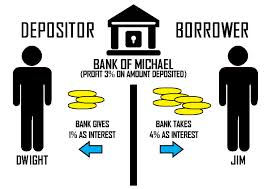 DEPOSITOR BORROWER
BANK OF MICHAEL
(PROFIT 3% ON AMOUNT DEPOSITED)
BANK GIVES
1% AS INTEREST
BANK TAKES
4% AS INTEREST
DWIGHT
JIM